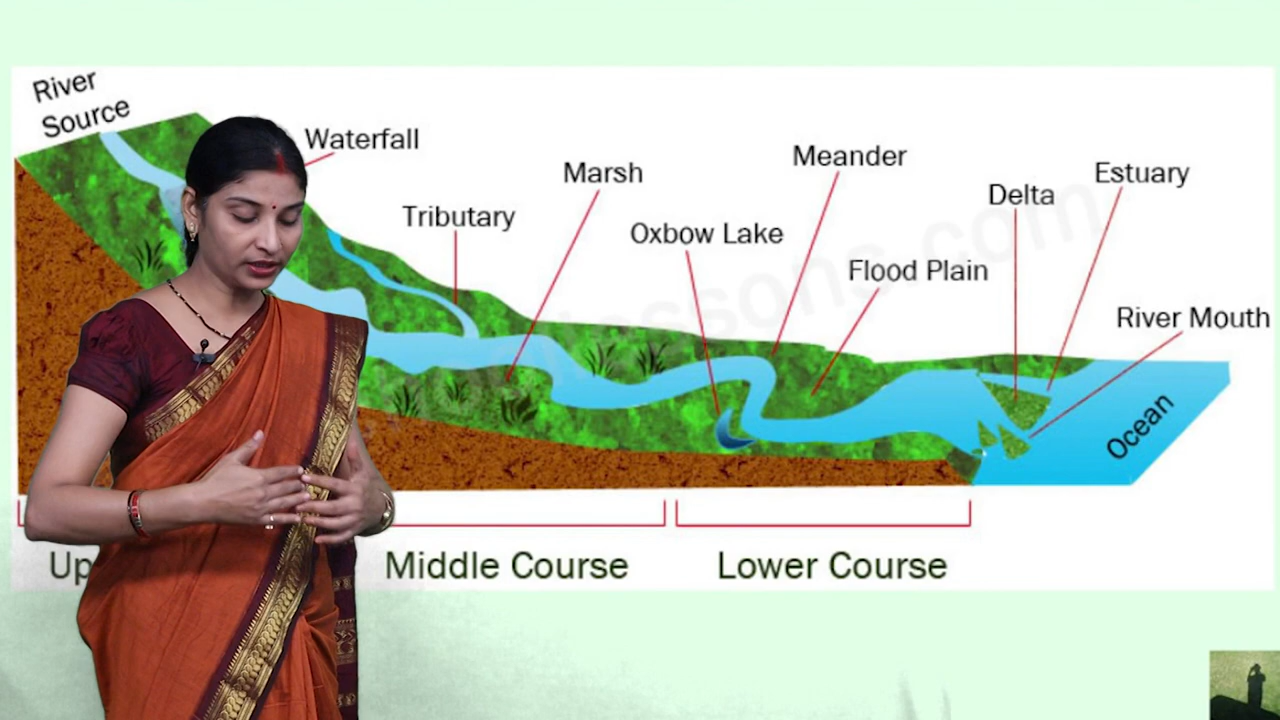 River
Source
Waterfall
Marsh
Meander
Estuary
Delta
Tributary
Oxbow Lake
Flood Plain
River Mouth
Ocean
Up
Middle Course
Lower Course